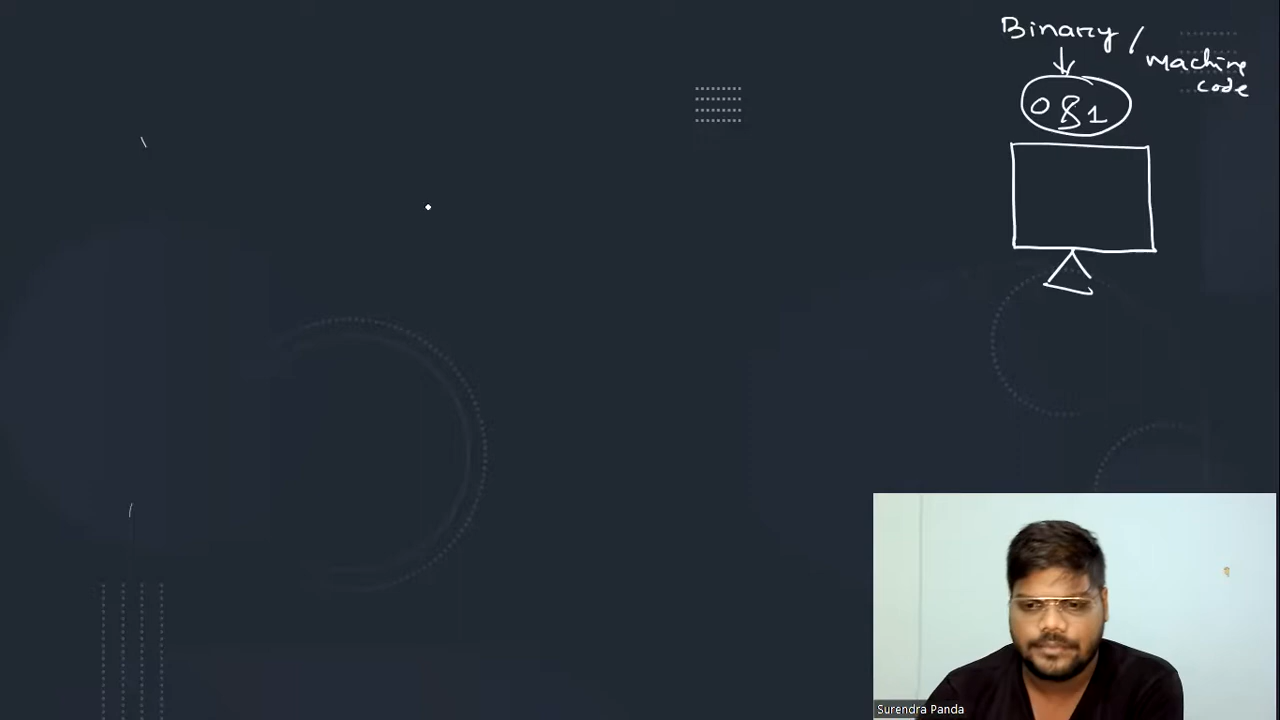 Binary /
Machine
code
0 & 1
Surendra Panda